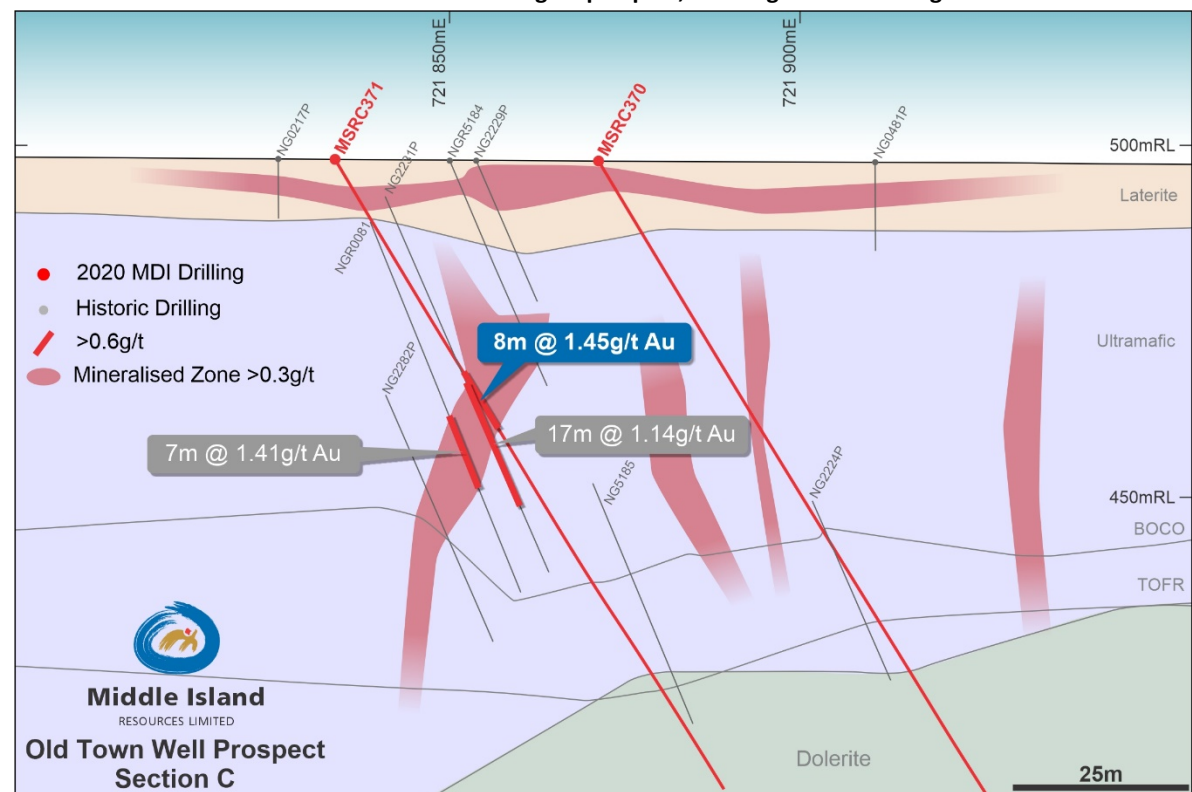 721 850mE
721 900mE
NG0217P
MSRC371
NG2231P
NGR5184
NG2229P
MSRC370
NG0481P
500mRL
Laterite
NGR0081
2020 MDI Drilling
Historic Drilling
>0.6g/t
Mineralised Zone >0.3g/t
8m @ 1.45g/t Au
Ultramafic
NG2282P
7m @ 1.41g/t Au
17m @ 1.14g/t Au
NG5185
NG2224P
450mRL
BOCO
TOFR
Middle Island
RESOURCES LIMITED
Old Town Well Prospect
Section C
Dolerite
25m